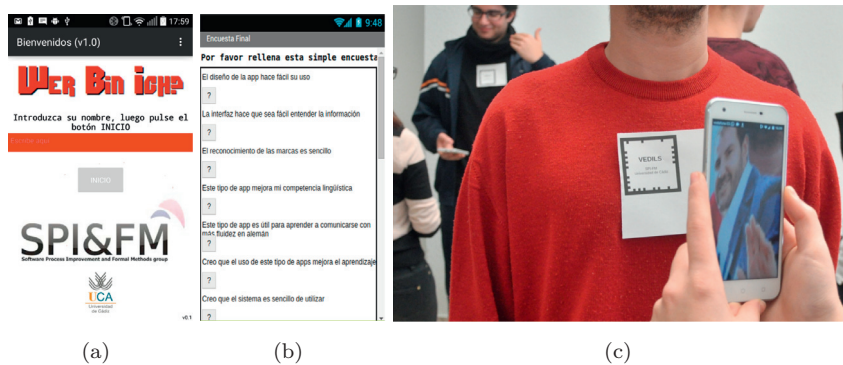 17:59
Bienvenidos (v1.0)
Wer Bin ich?
Introduzca su nombre, luego pulse el
botón INICIO
INICIO
SPI&FM
Software Process Improvement and Formal Methods group
UCA
Universidad
de Cádiz
v0.1
(a)
9:48
Encuesta Final
Por favor rellena esta simple encuesta
El diseño de la app hace fácil su uso
?
La interfaz hace que sea fácil entender la información
?
El reconocimiento de las marcas es sencillo
?
Este tipo de app mejora mi competencia lingüística
?
Este tipo de app es útil para aprender a comunicarse con
más fluidez en alemán
?
Creo que el uso de este tipo de apps mejora el aprendizaje
?
Creo que el sistema es sencillo de utilizar
?
(b)
VEDILS
SPI-FM
Universidad de Cádiz
(c)